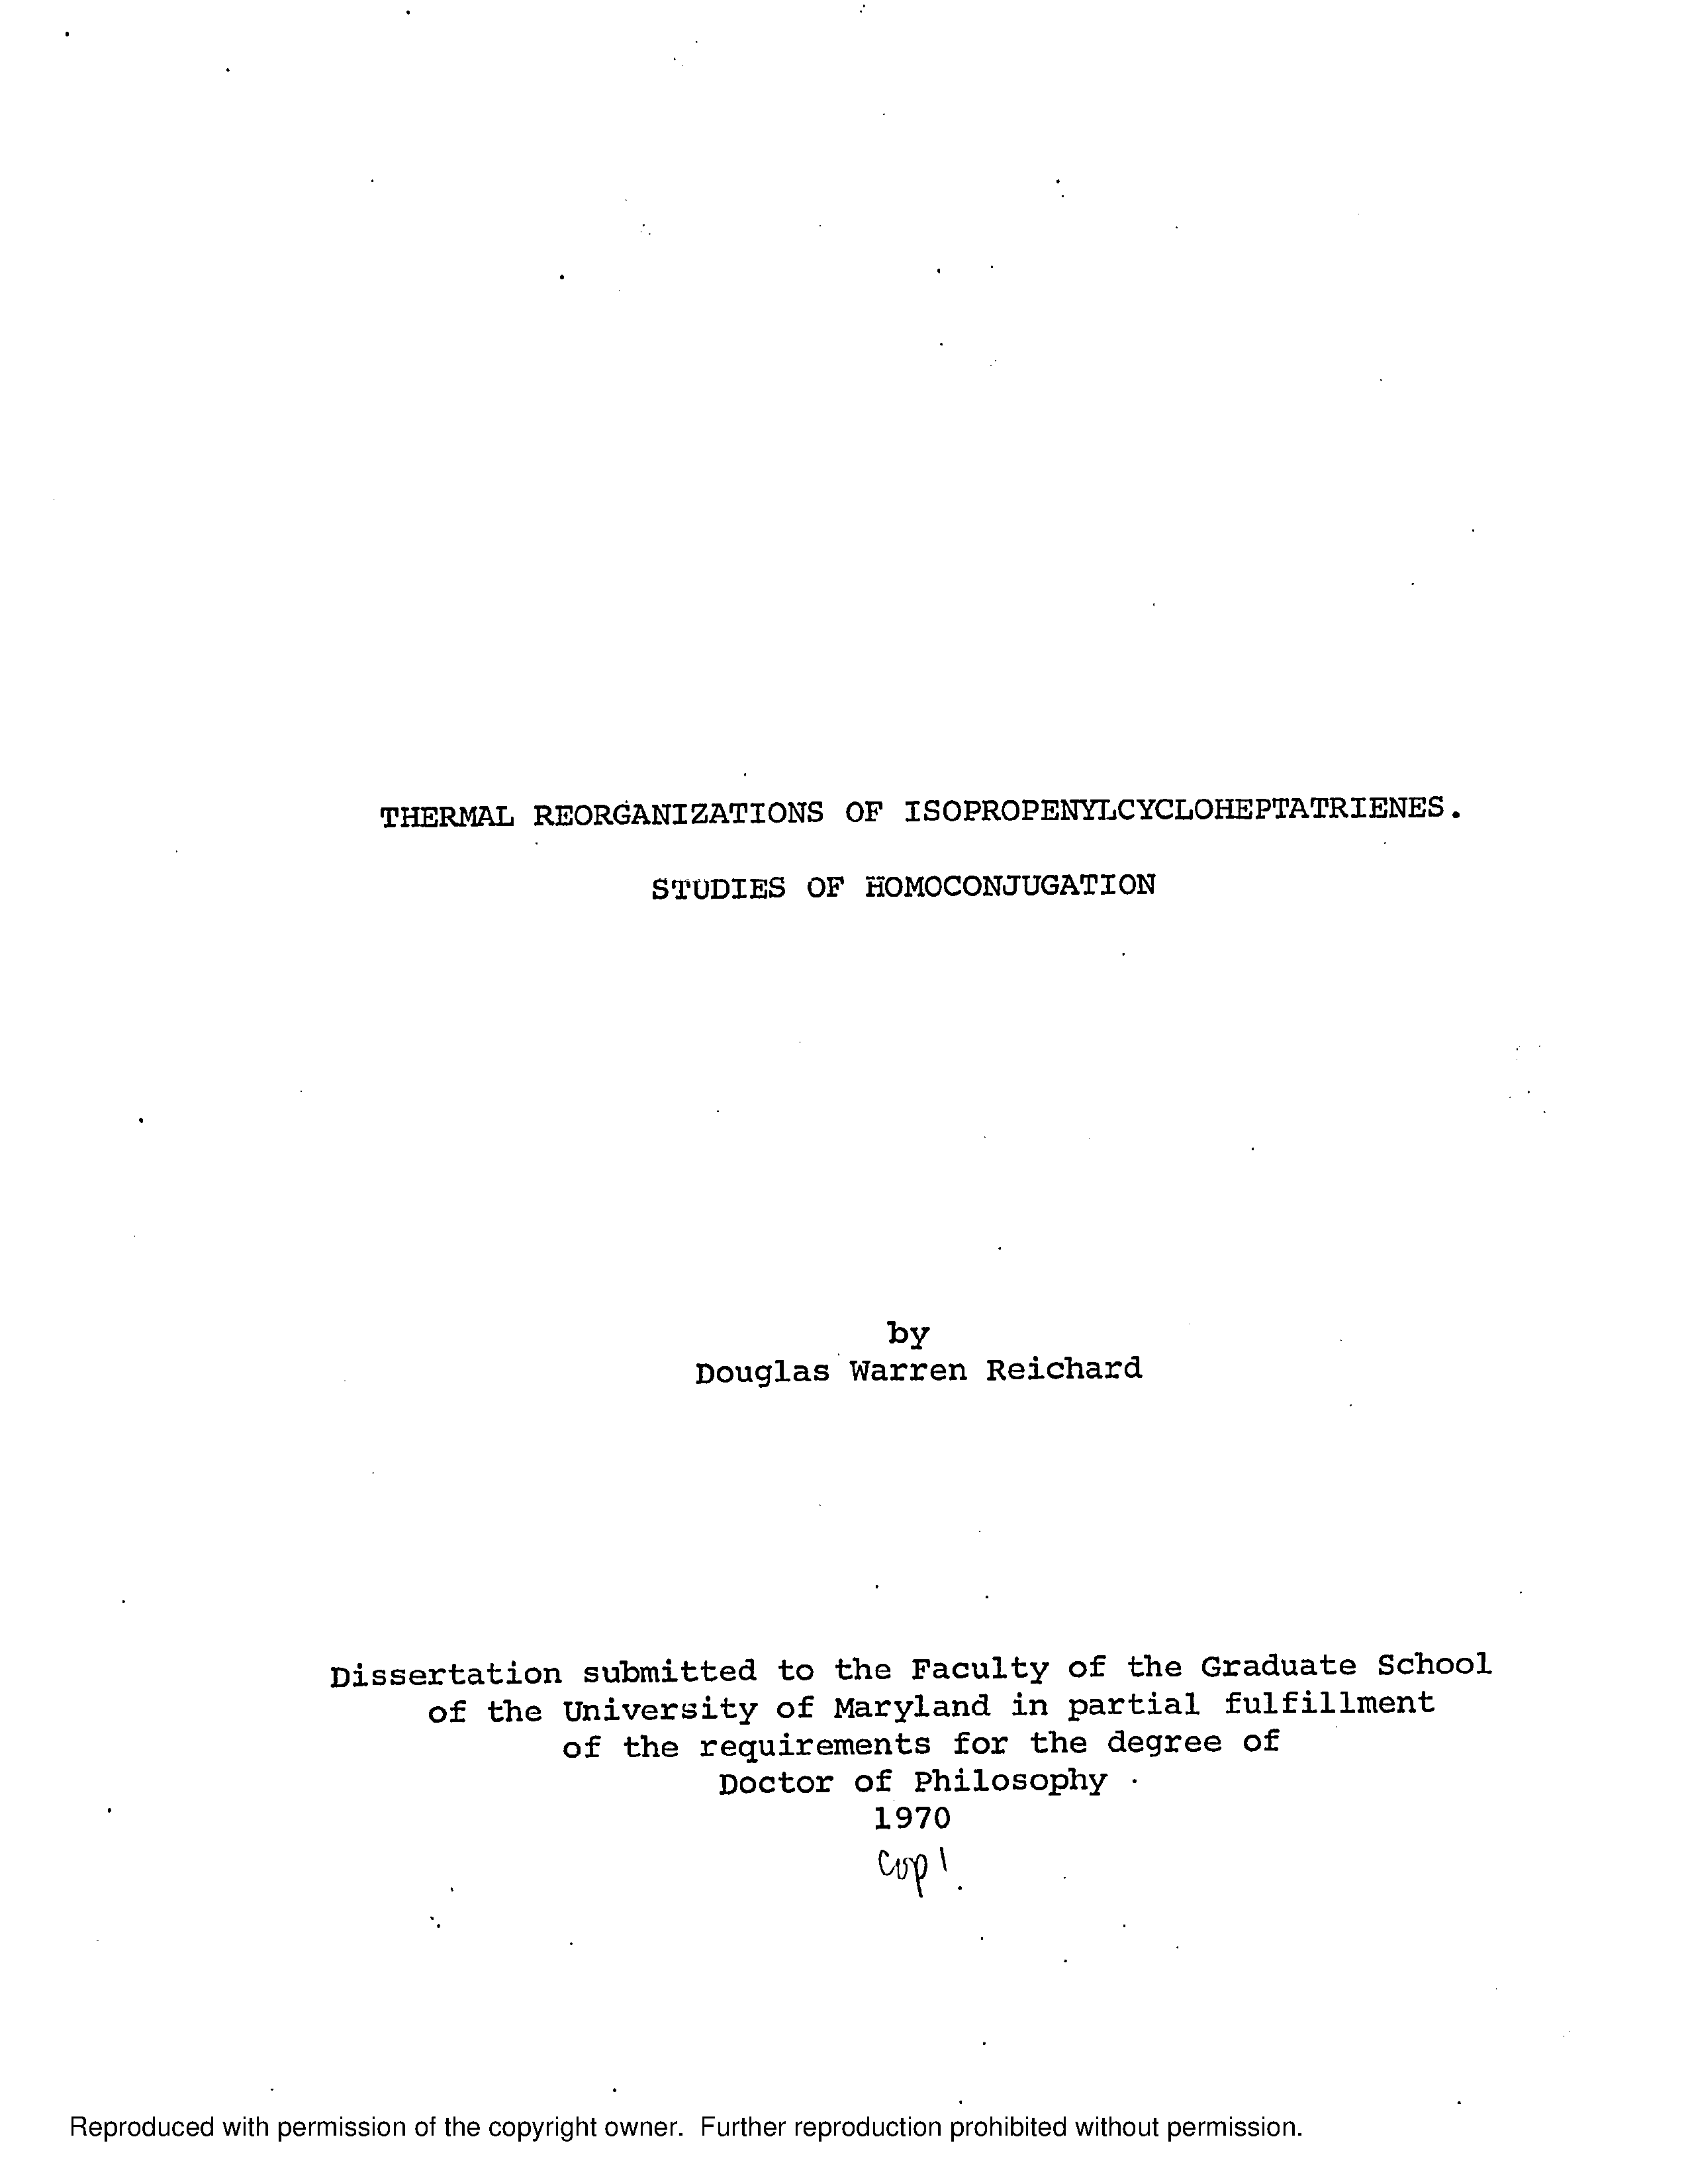 THERMAL REORGANIZATIONS OF ISOPROPENYLCYCLOHEPTATRIENES.
STUDIES OF HOMOCONJUGATION
by
Douglas Warren Reichard
Dissertation submitted to the Faculty of the Graduate School
of the University of Maryland in partial fulfillment
of the requirements for the degree of
Doctor of Philosophy
1970
Cop 1.
Reproduced with permission of the copyright owner. Further reproduction prohibited without permission.